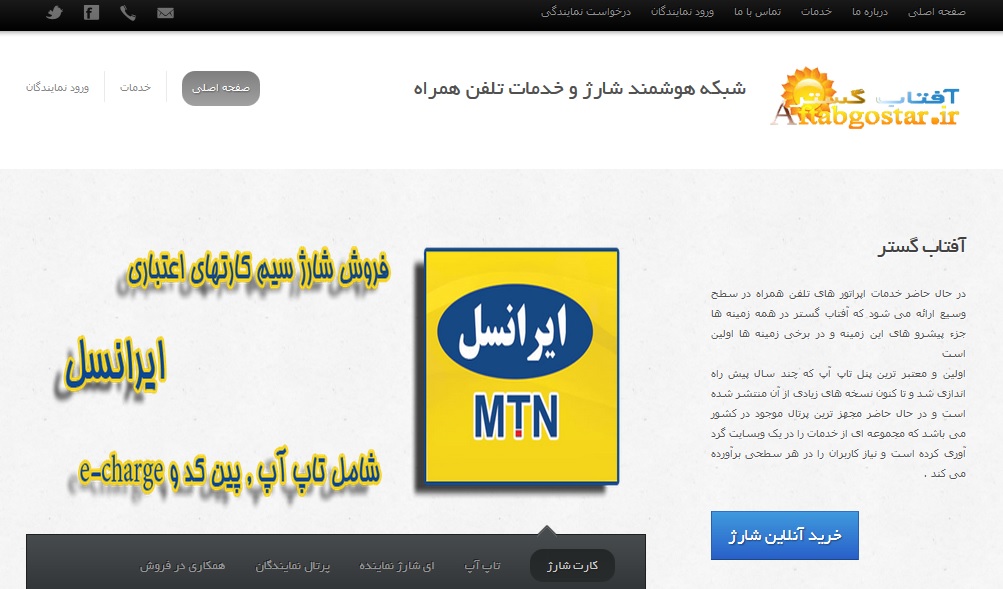 صفحه اصلی درباره ما خدمات تماس با ما ورود نمایندگان درخواست نمایندگی
آفتاب گستر
Aftabgostar.ir
شبکه هوشمند شارژ و خدمات تلفن همراه
صفحه اصلی خدمات ورود نمایندگان
آفتاب گستر
در حال حاضر خدمات اپراتور های تلفن همراه در سطح
وسیع ارائه می شود که آفتاب گستر در همه زمینه ها
جزء پیشرو های این زمینه و در برخی زمینه ها اولین
است
اولین و معتبر ترین پنل تاپ آپ که چند سال پیش راه
اندازی شد و تا کنون نسخه های زیادی از آن منتشر شده
است و در حال حاضر مجهز ترین پرتال موجود در کشور
می باشد که مجموعه ای از خدمات را در یک وبسایت گرد
آوری کرده است و نیاز کاربران را در هر سطحی برآورده
می کند .
خرید آنلاین شارژ
ایرانسل
MTN
فروش شارژ سیم کارتهای اعتباری
ایرانسل
شامل تاپ آپ , پین کد و e-charge
کارت شارژ تاپ آپ ای شارژ نماینده پرتال نمایندگان همکاری در فروش